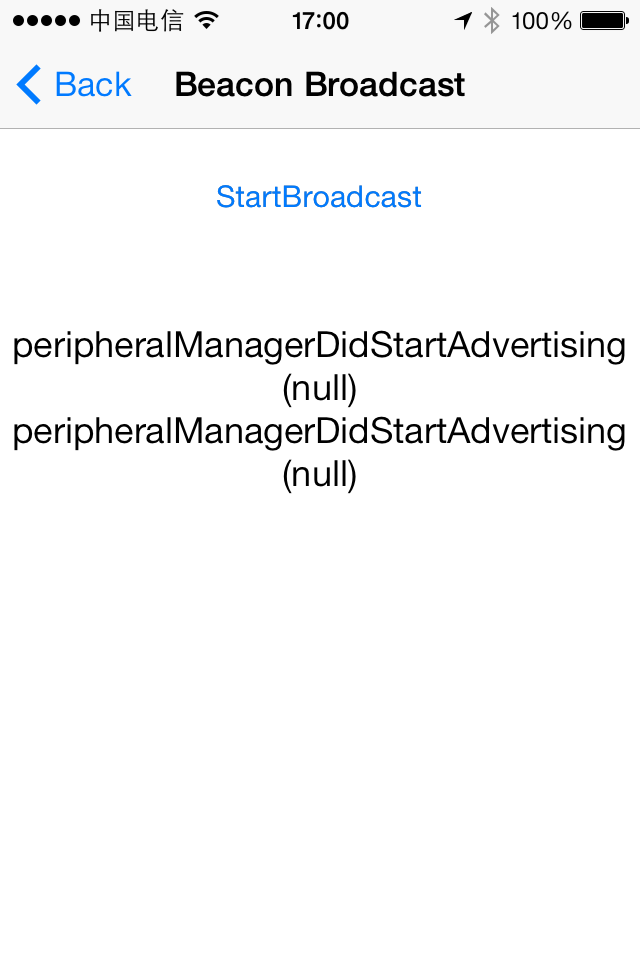 中国电信 17:00 100%
Back Beacon Broadcast
StartBroadcast
peripheralManagerDidStartAdvertising
(null)
peripheralManagerDidStartAdvertising
(null)